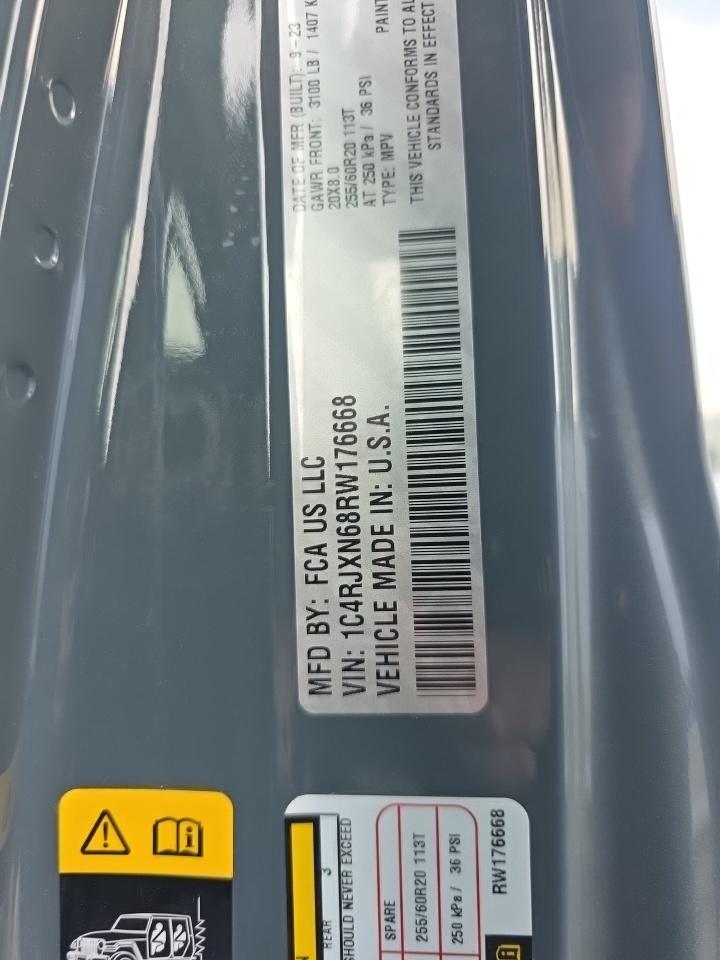 MFD BY: FCA US LLC
VIN: 1C4RJXN68RW176668
VEHICLE MADE IN: U.S.A.
DATE OF MFR (BUILT): 9-23
GAWR FRONT: 3100 LB / 1407 K
20X8.0
255/60R20 113T
AT 250 kPa / 36 PSI
TYPE: MPV PAINT
THIS VEHICLE CONFORMS TO AL
STANDARDS IN EFFECT
N
REAR 3
SHOULD NEVER EXCEED
SPARE
255/60R20 113T
250 kPa / 36 PSI
RW176668